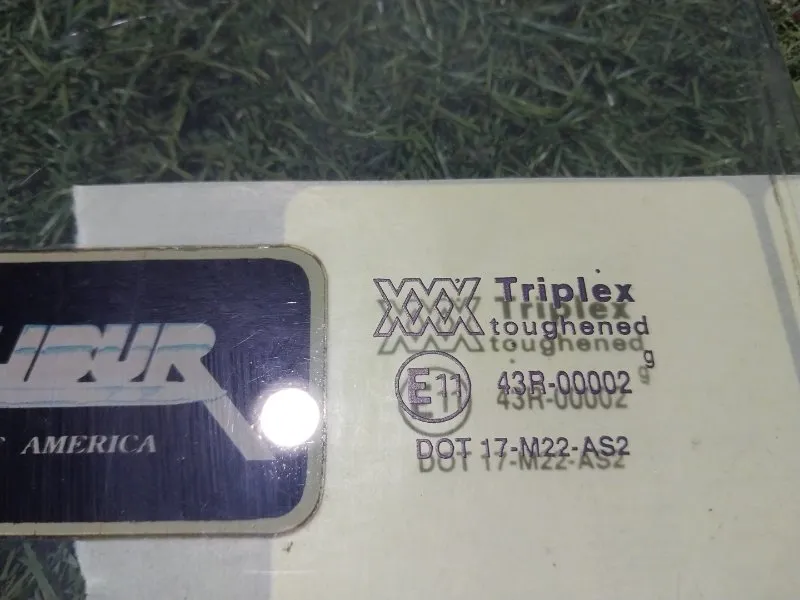 Triplex
toughened
g
E11 43R-00002
DOT 17-M22-AS2
AMERICA